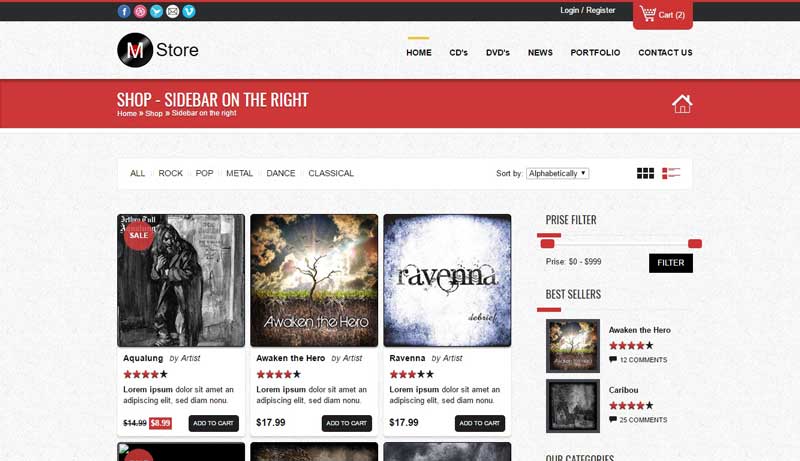 Login / Register
Cart (2)
M Store
HOME CD's DVD's NEWS PORTFOLIO CONTACT US
SHOP - SIDEBAR ON THE RIGHT
Home » Shop » Sidebar on the right
ALL ROCK POP METAL DANCE CLASSICAL
Sort by: Alphabetically
Jethro Tull
Aqualung
SALE
Awaken the Hero
ravenna
debrief
Aqualung by Artist
Lorem ipsum dolor sit amet an
adipiscing elit, sed diam nonu.
$14.99 $8.99 ADD TO CART
Awaken the Hero by Artist
Lorem ipsum dolor sit amet an
adipiscing elit, sed diam nonu.
$17.99 ADD TO CART
Ravenna by Artist
Lorem ipsum dolor sit amet an
adipiscing elit, sed diam nonu.
$17.99 ADD TO CART
PRISE FILTER
Prise: $0 - $999
FILTER
BEST SELLERS
Awaken the Hero
12 COMMENTS
Caribou
25 COMMENTS
OUR CATEGORIES